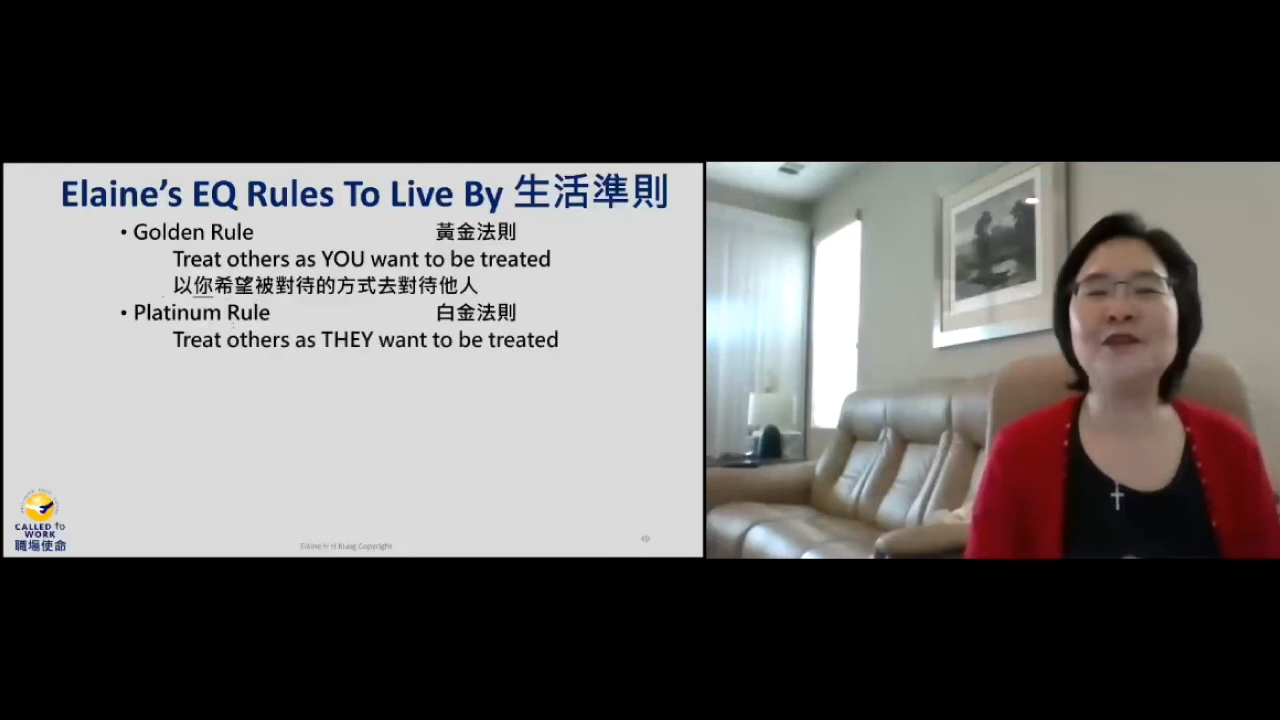 Elaine's EQ Rules To Live By 生活準則
• Golden Rule 黃金法則
Treat others as YOU want to be treated
以你希望被對待的方式去對待他人
• Platinum Rule 白金法則
Treat others as THEY want to be treated
CALLED to
WORK
職場使命
Elaine H H Kung Copyright
49